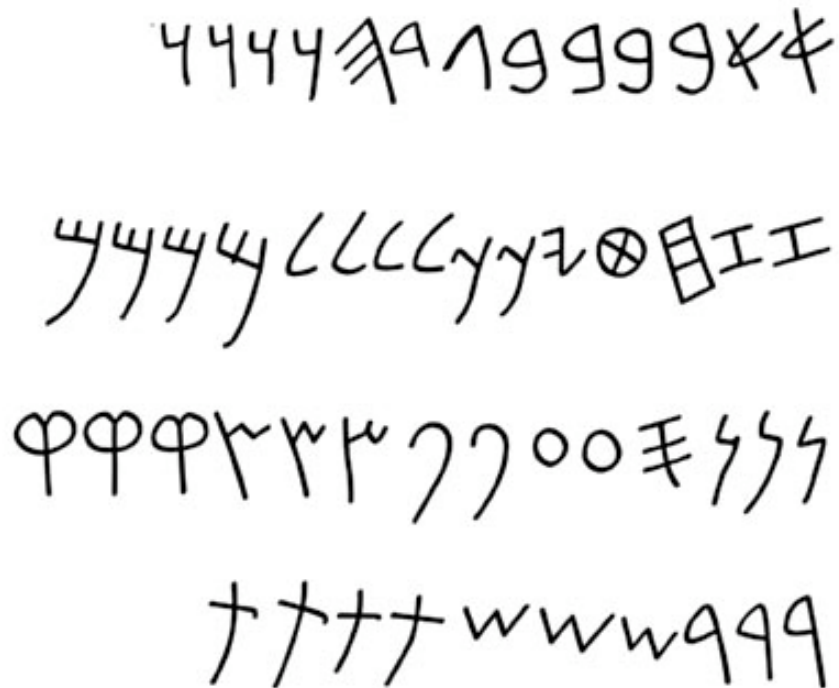 𐤀𐤀𐤁𐤁𐤁𐤁𐤂𐤃𐤄𐤅𐤅𐤅𐤅
𐤆𐤆𐤇𐤈𐤉𐤊𐤊𐤋𐤋𐤋𐤋𐤌𐤌𐤌𐤌
𐤍𐤍𐤍𐤎𐤏𐤏𐤐𐤐𐤑𐤑𐤑𐤒𐤒𐤒
𐤓𐤓𐤓𐤔𐤔𐤔𐤕𐤕𐤕𐤕